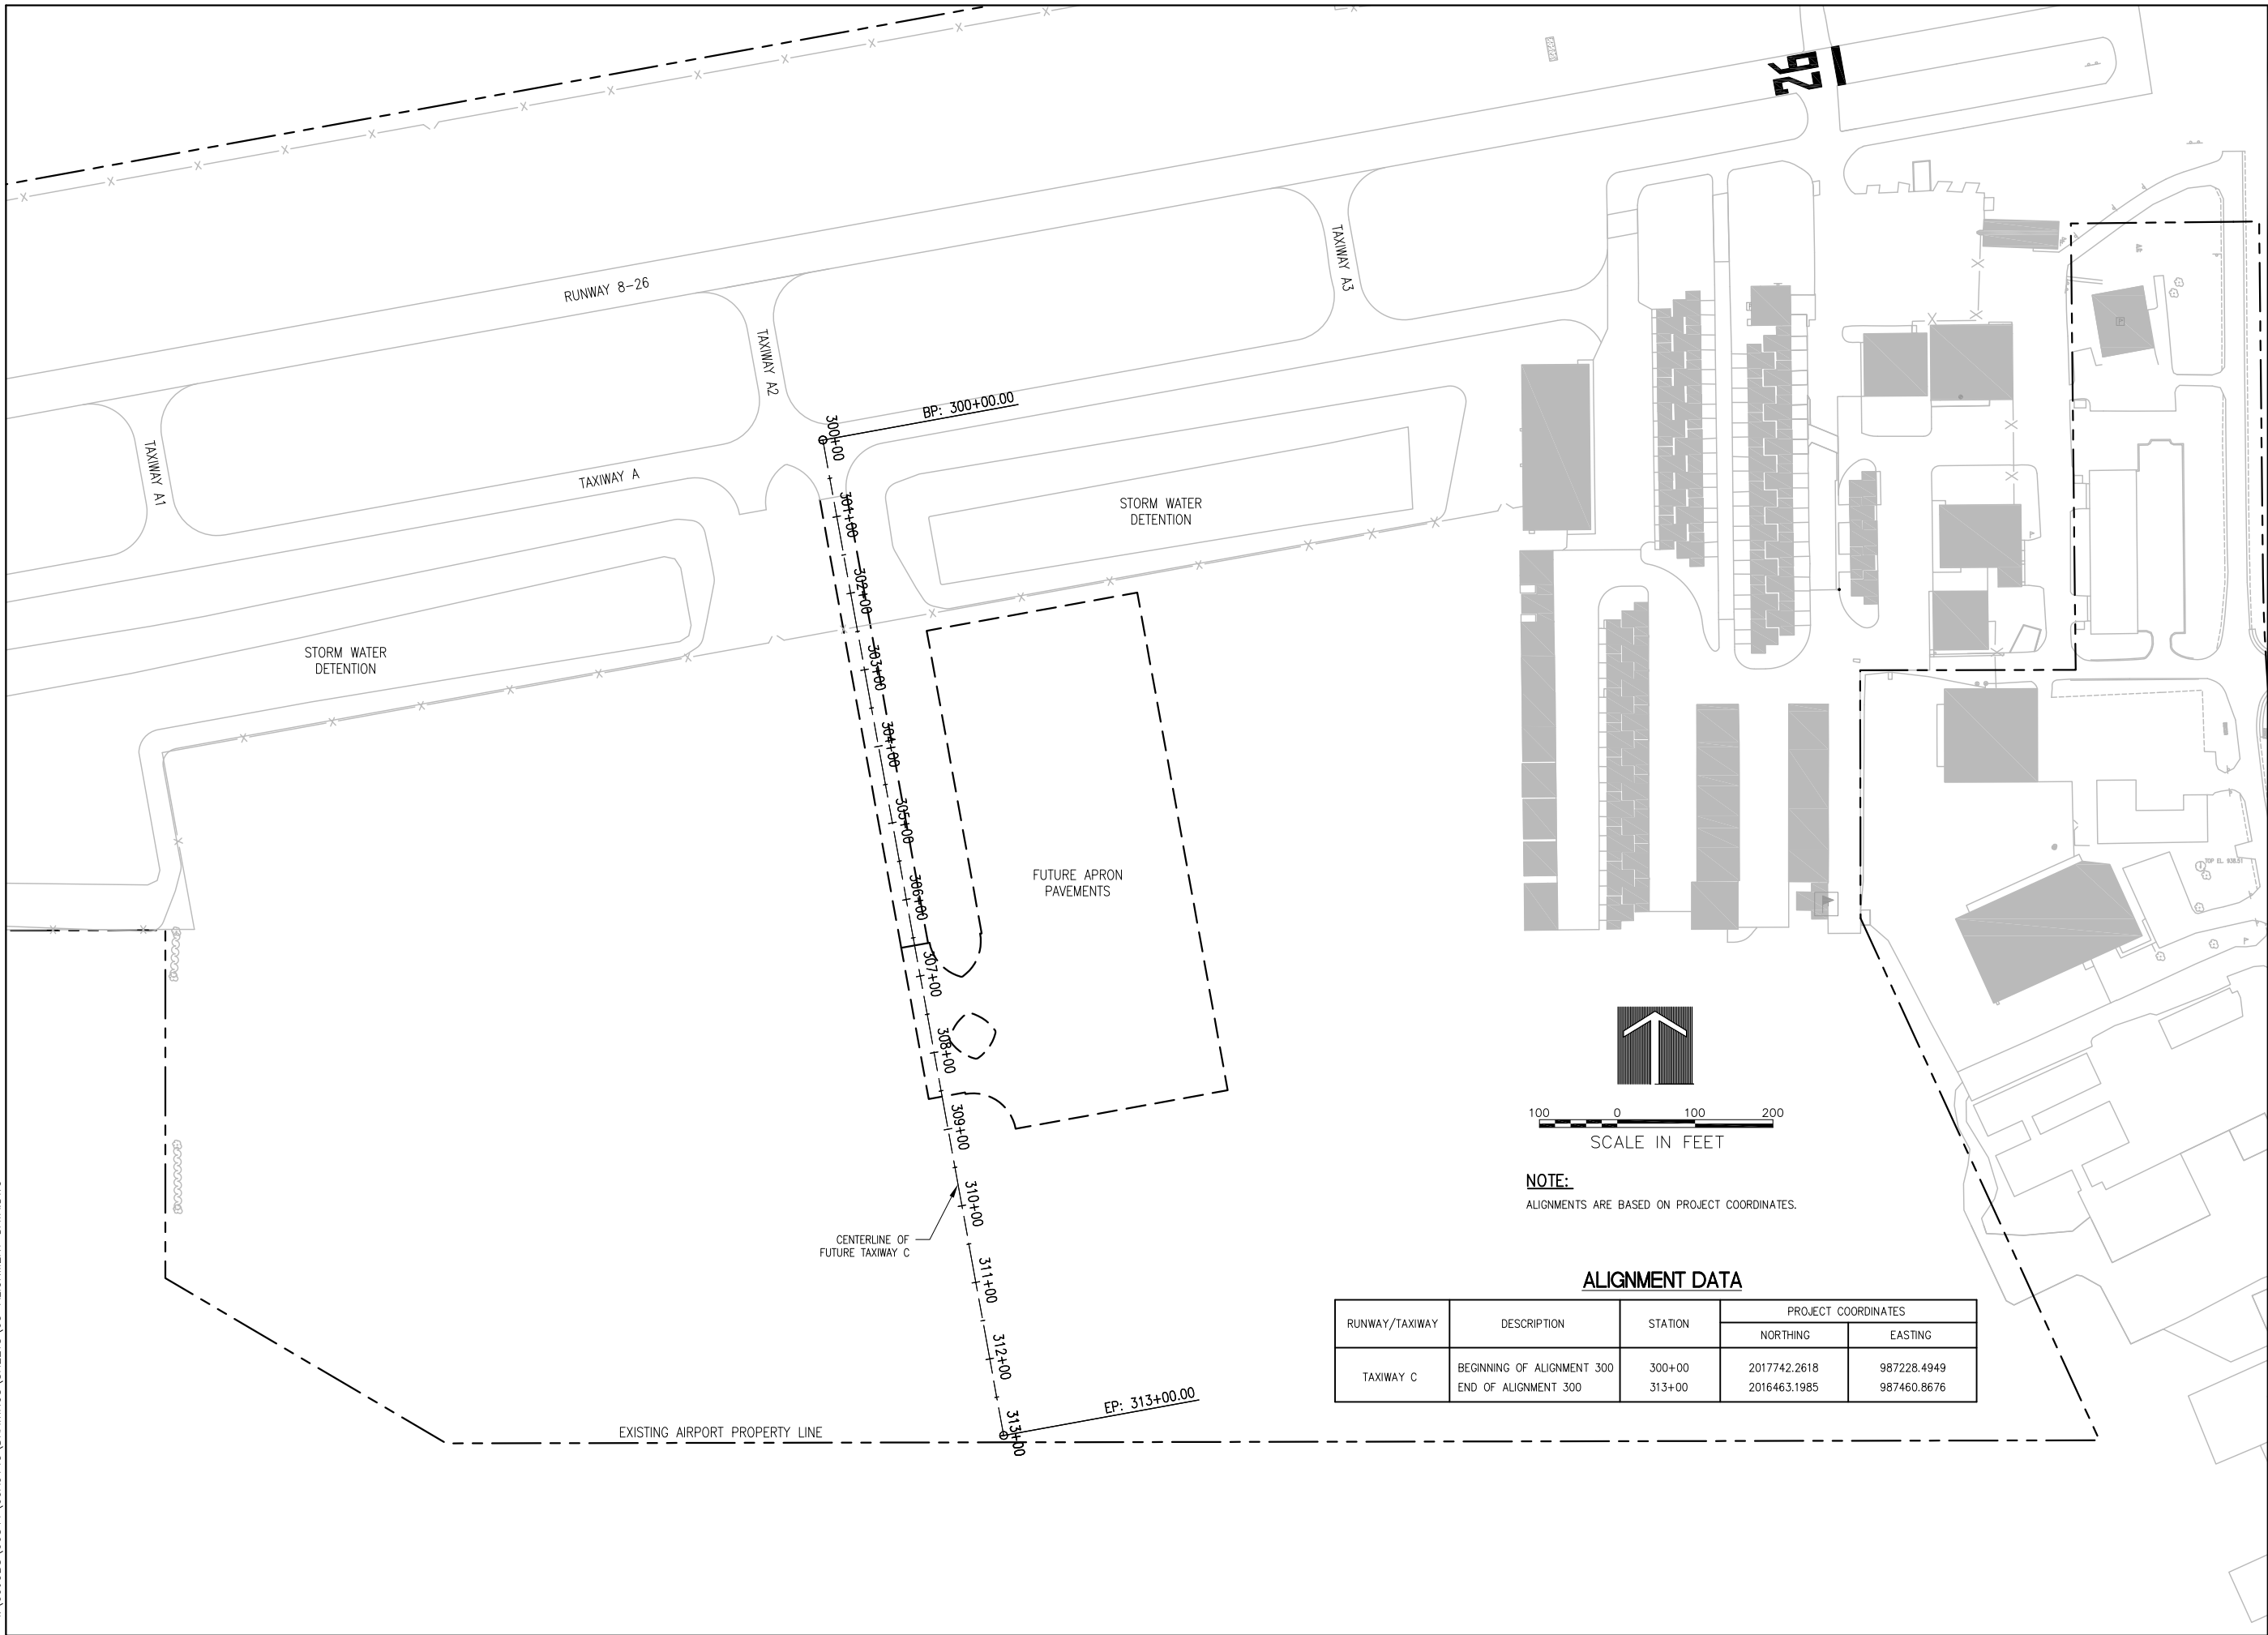 26
RUNWAY 8-26
TAXIWAY A3
TAXIWAY A2
TAXIWAY A1
TAXIWAY A
BP: 300+00.00
300+00
301+00
302+00
303+00
304+00
305+00
306+00
307+00
308+00
309+00
310+00
311+00
312+00
313+00
EP: 313+00.00
STORM WATER
DETENTION
STORM WATER
DETENTION
FUTURE APRON
PAVEMENTS
CENTERLINE OF
FUTURE TAXIWAY C
EXISTING AIRPORT PROPERTY LINE
100 0 100 200
SCALE IN FEET
NOTE:
ALIGNMENTS ARE BASED ON PROJECT COORDINATES.
ALIGNMENT DATA
RUNWAY/TAXIWAY DESCRIPTION STATION PROJECT COORDINATES
NORTHING EASTING
TAXIWAY C
BEGINNING OF ALIGNMENT 300 300+00 2017742.2618 987228.4949
END OF ALIGNMENT 300 313+00 2016463.1985 987460.8676